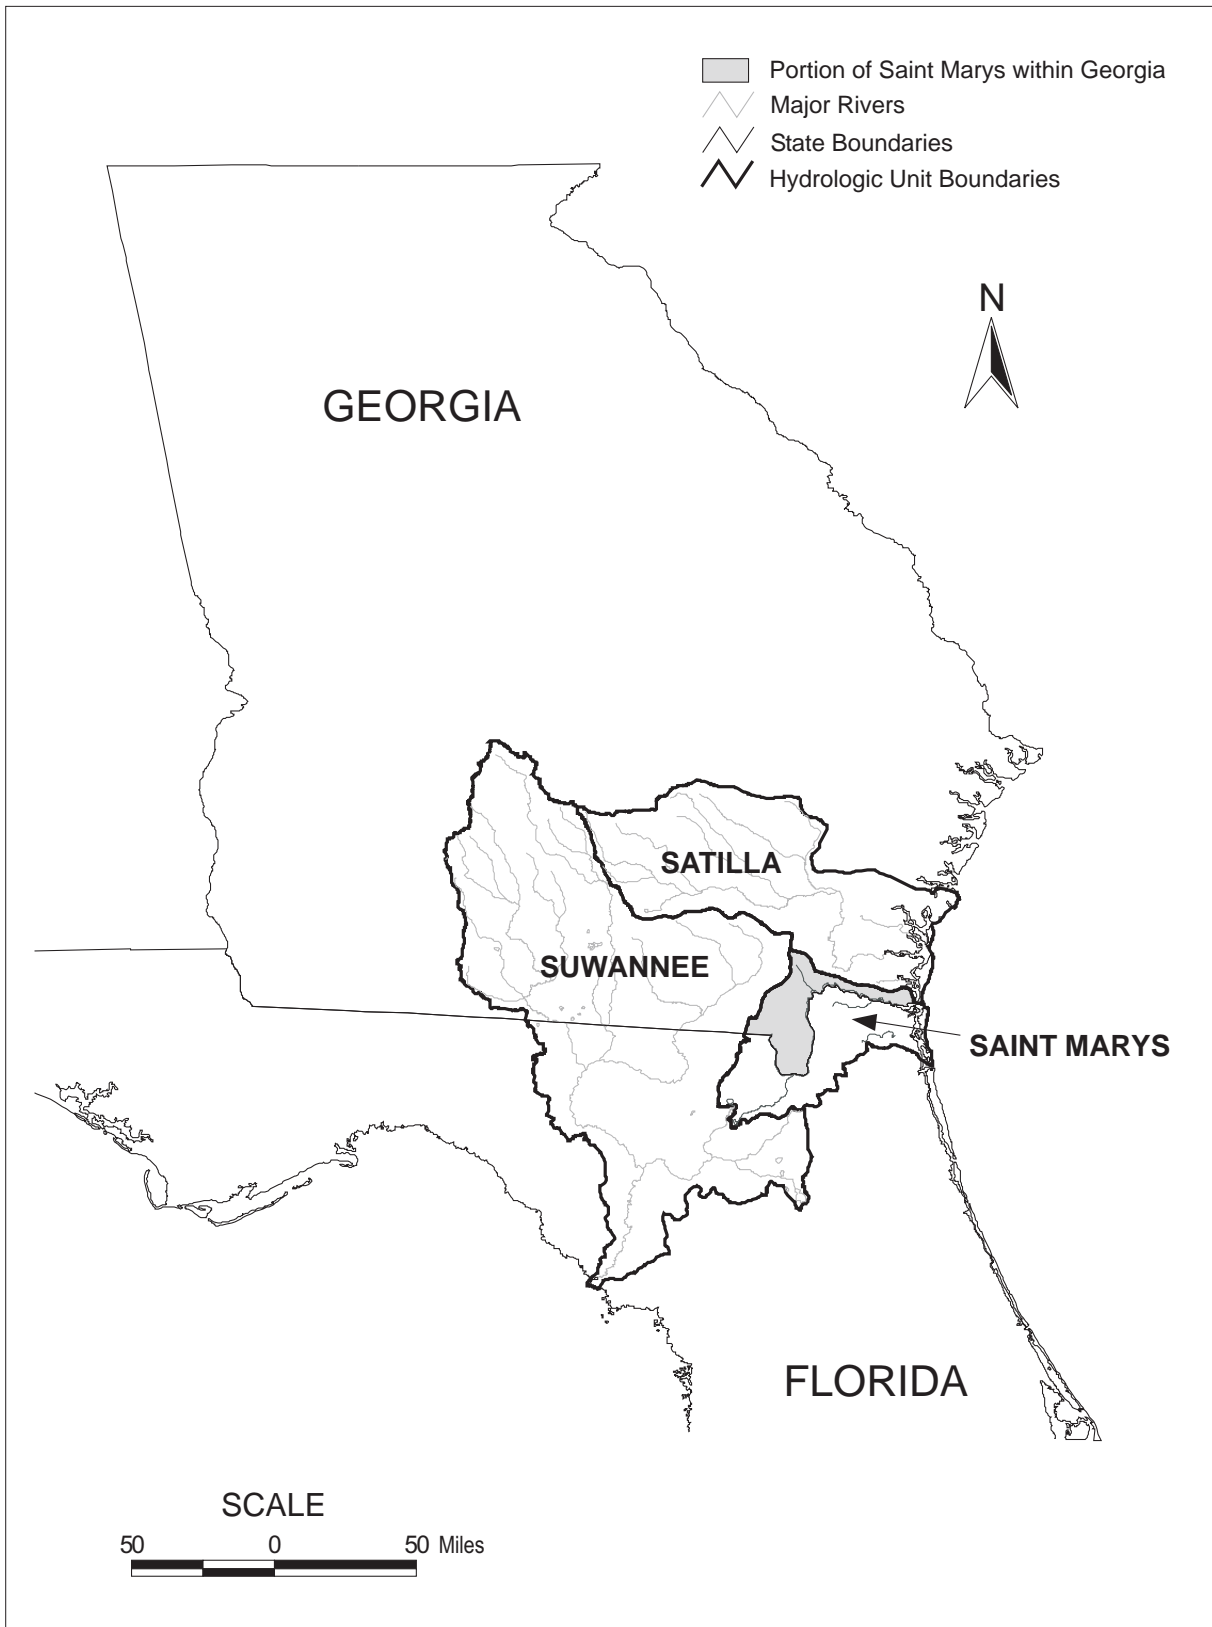 Portion of Saint Marys within Georgia
Major Rivers
State Boundaries
Hydrologic Unit Boundaries
N
GEORGIA
SATILLA
SUWANNEE
SAINT MARYS
FLORIDA
SCALE
50 0 50 Miles